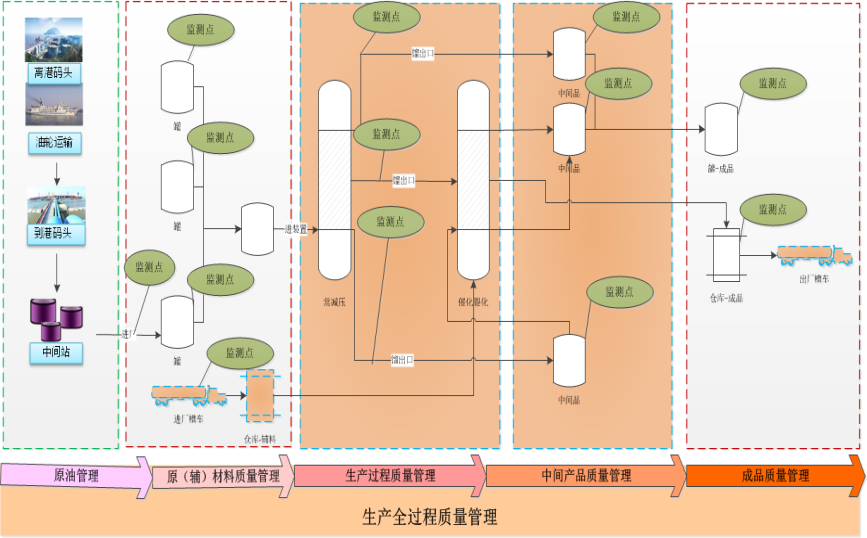 离港码头
油轮运输
到港码头
中间站
监测点
罐
监测点
罐
监测点
监测点
罐
进厂
监测点
进厂槽车
仓库-辅料
进装置
监测点
馏出口
监测点
馏出口
监测点
馏出口
常减压
催化裂化
监测点
中间品
监测点
中间品
监测点
中间品
监测点
罐-成品
监测点
仓库-成品
出厂槽车
原油管理
原（辅）材料质量管理
生产过程质量管理
中间产品质量管理
成品质量管理
生产全过程质量管理